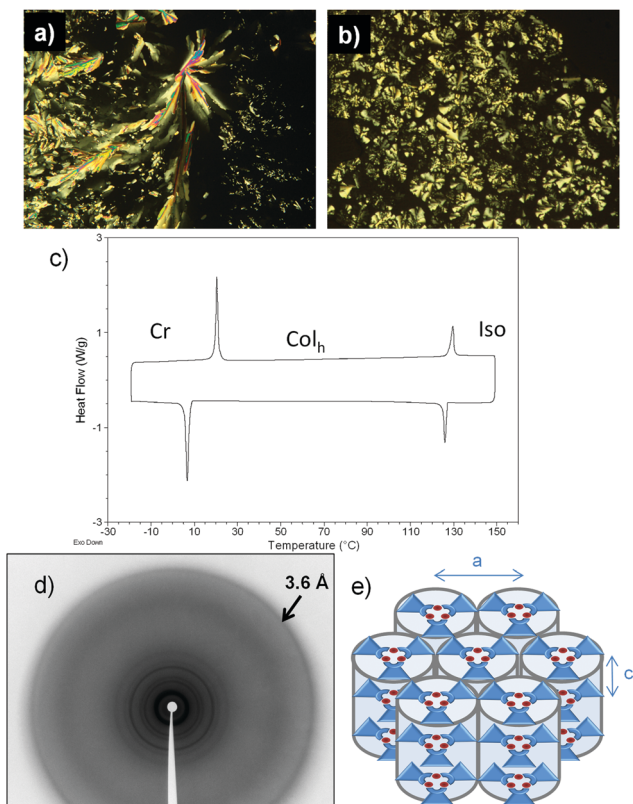 a)
b)
c)
3
1
-1
-3
Heat Flow (W/g)
Cr
Colh
Iso
-30
-10
10
30
50
70
90
110
130
150
Exo Down
Temperature (°C)
d)
3.6 Å
e)
a
c